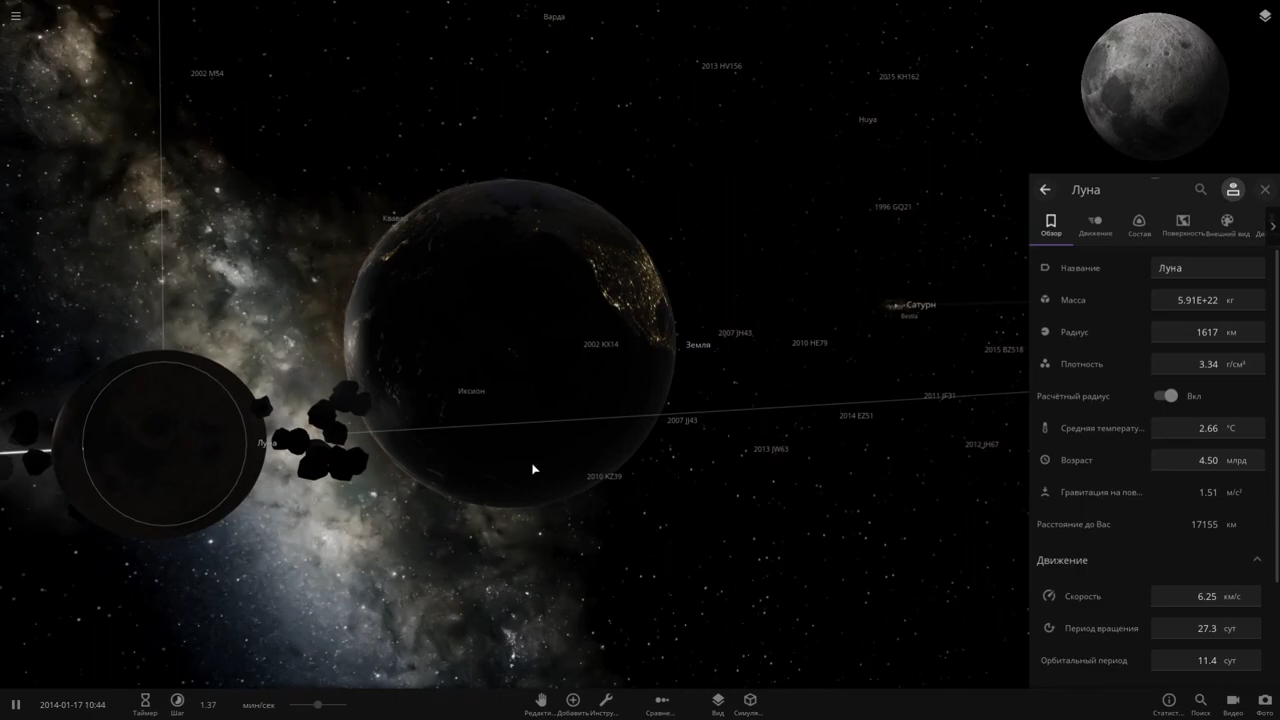 Варда
2002 MS4
2013 HV156
2015 KH162
Huya
Квавар
1996 GQ21
Сатурн
Bestla
2002 KX14
Земля
2007 JH43
2010 HE79
2015 BZ518
Иксион
2011 JF31
2014 EZ51
2007 JJ43
Луна
2013 JW63
2012 JH67
2010 KZ39
Луна
Обзор Движение Состав Поверхность Внешний вид Де
Название Луна
Масса 5.91E+22 кг
Радиус 1617 км
Плотность 3.34 г/см³
Расчётный радиус Вкл
Средняя температу... 2.66 °C
Возраст 4.50 млрд
Гравитация на пов... 1.51 м/с²
Расстояние до Вас 17155 км
Движение
Скорость 6.25 км/с
Период вращения 27.3 сут
Орбитальный период 11.4 сут
2014-01-17 10:44 Таймер Шаг 1.37 мин/сек Редакти... Добавить Инстру... Сравне... Вид Симуля... Статист... Поиск Видео Фото